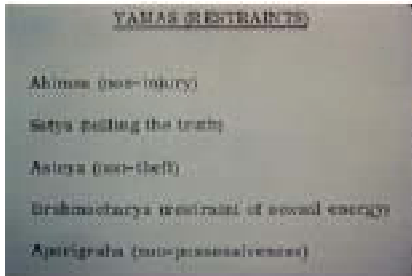 YAMAS (RESTRAINTS)
Ahimsa (non-injury)
Satya (telling the truth)
Asteya (non-theft)
Brahmacharya (restraint of sexual energy)
Aparigraha (non-possessiveness)